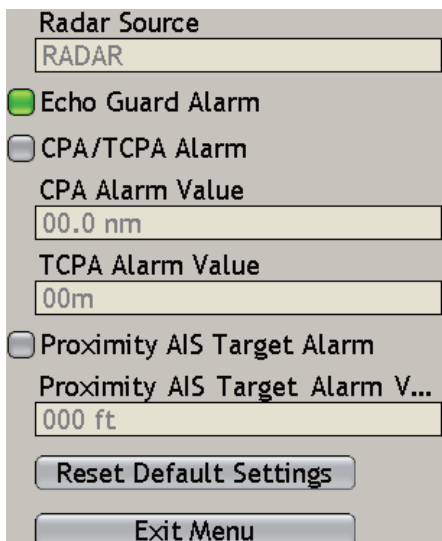 Radar Source
RADAR
Echo Guard Alarm
CPA/TCPA Alarm
CPA Alarm Value
00.0 nm
TCPA Alarm Value
00m
Proximity AIS Target Alarm
Proximity AIS Target Alarm V...
000 ft
Reset Default Settings
Exit Menu